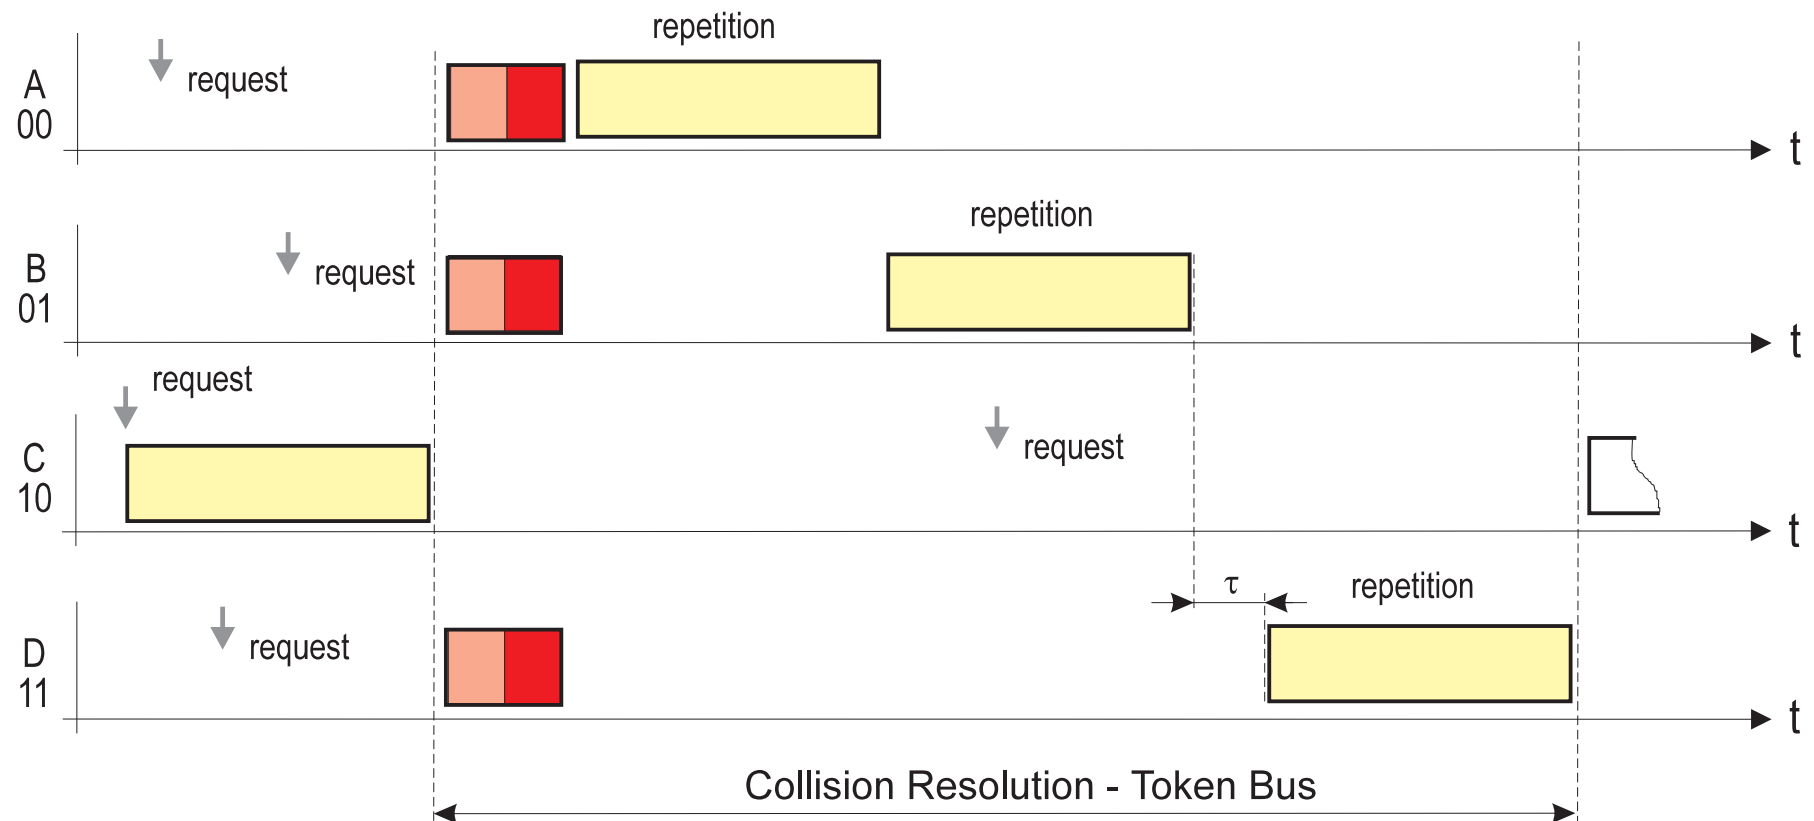 repetition
A
00
request
t
repetition
B
01
request
t
request
C
10
request
t
τ
repetition
D
11
request
t
Collision Resolution - Token Bus